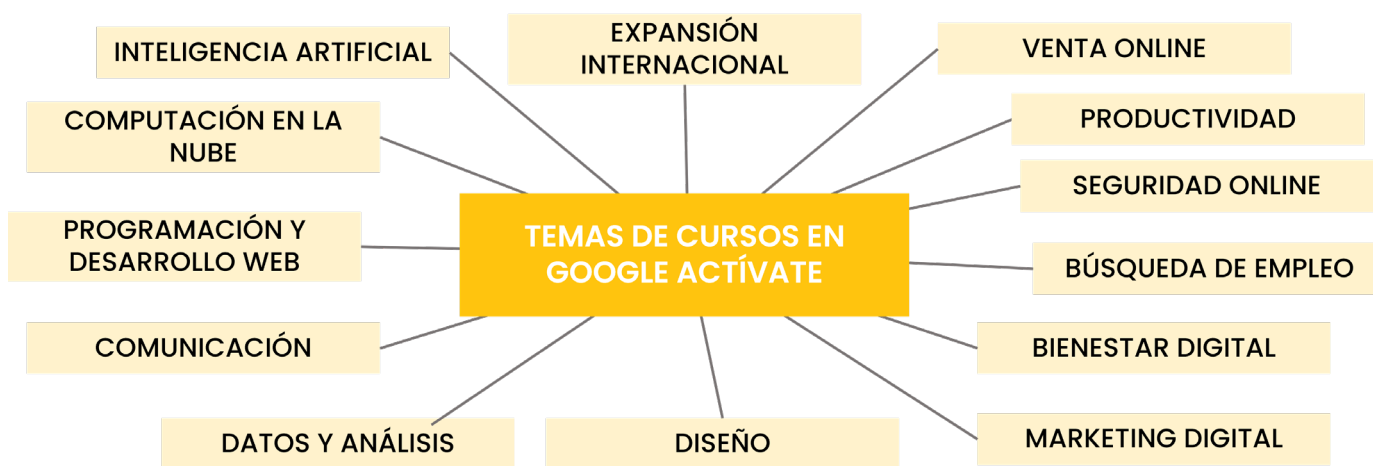 INTELIGENCIA ARTIFICIAL
EXPANSIÓN
INTERNACIONAL
VENTA ONLINE
COMPUTACIÓN EN LA
NUBE
PRODUCTIVIDAD
SEGURIDAD ONLINE
PROGRAMACIÓN Y
DESARROLLO WEB
TEMAS DE CURSOS EN
GOOGLE ACTÍVATE
BÚSQUEDA DE EMPLEO
COMUNICACIÓN
BIENESTAR DIGITAL
DATOS Y ANÁLISIS
DISEÑO
MARKETING DIGITAL